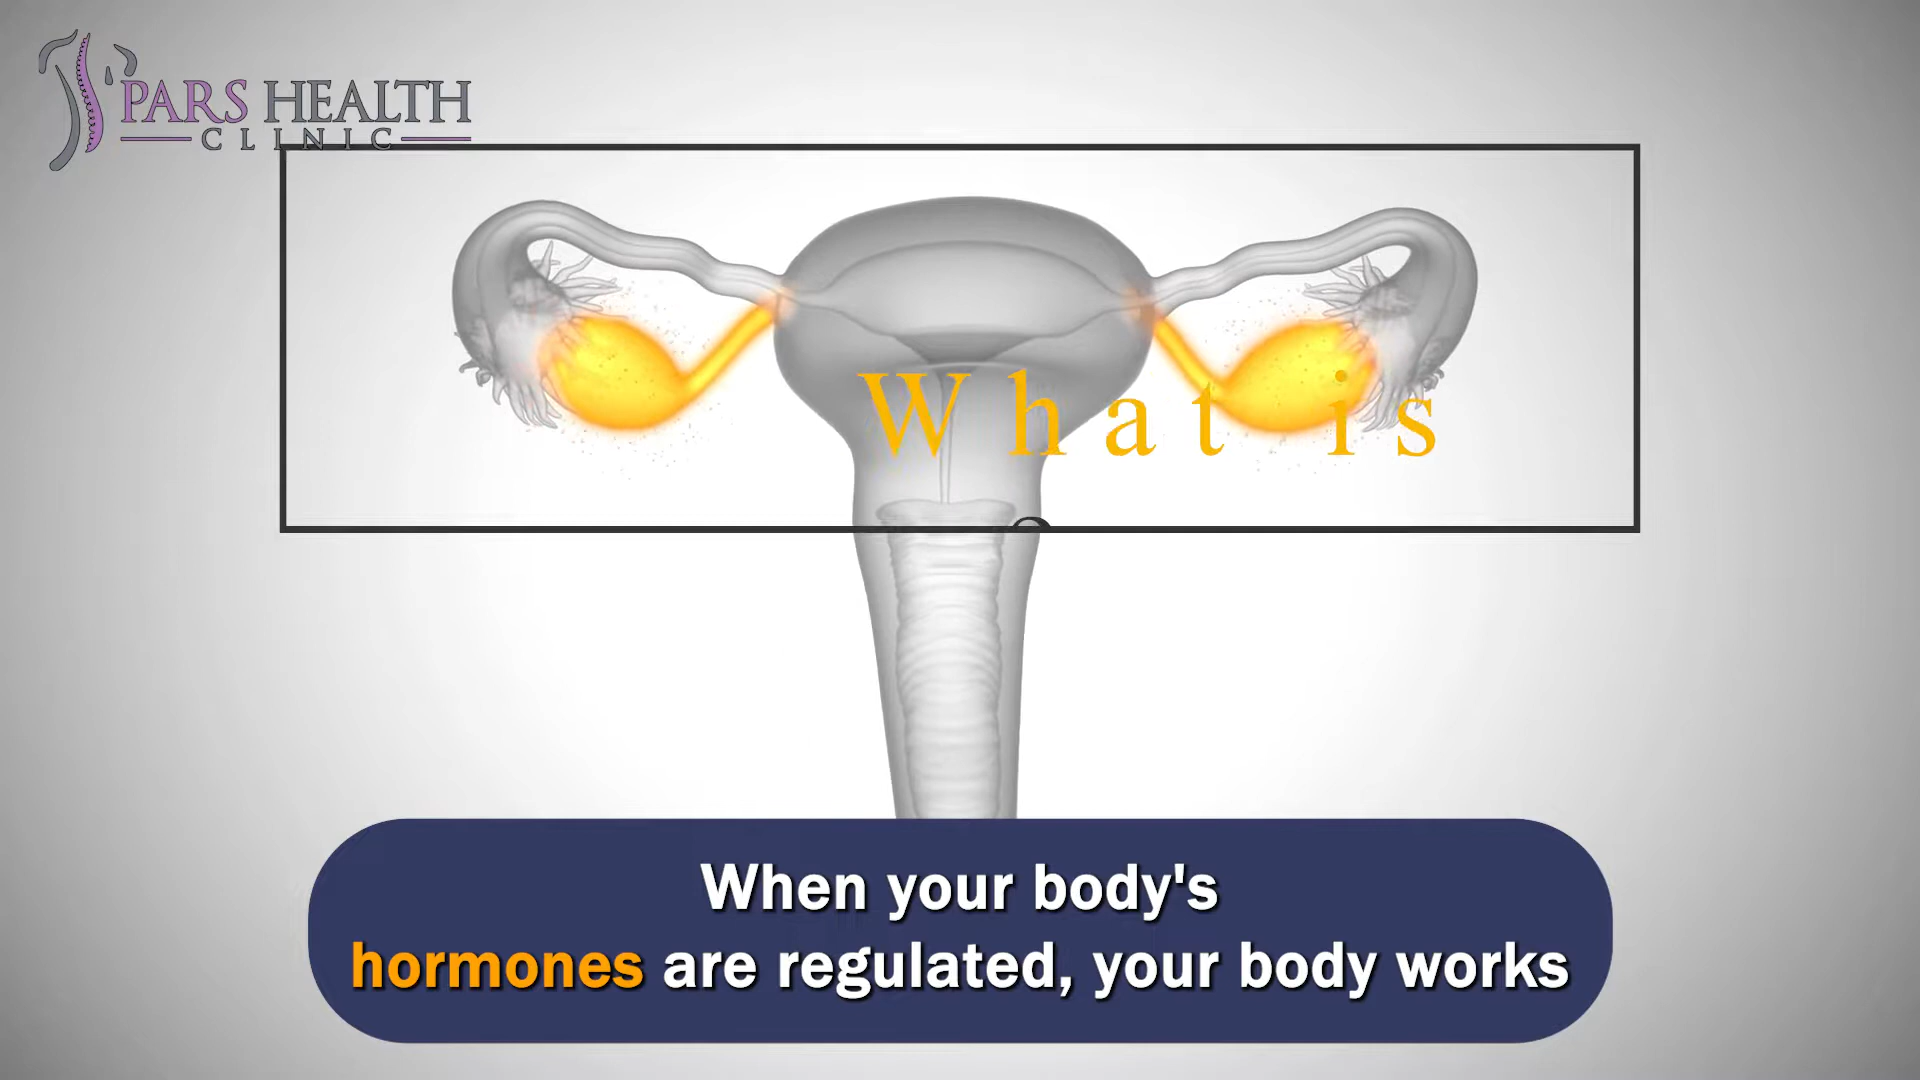 PARS HEALTH
CLINIC
What is
When your body's
hormones are regulated, your body works